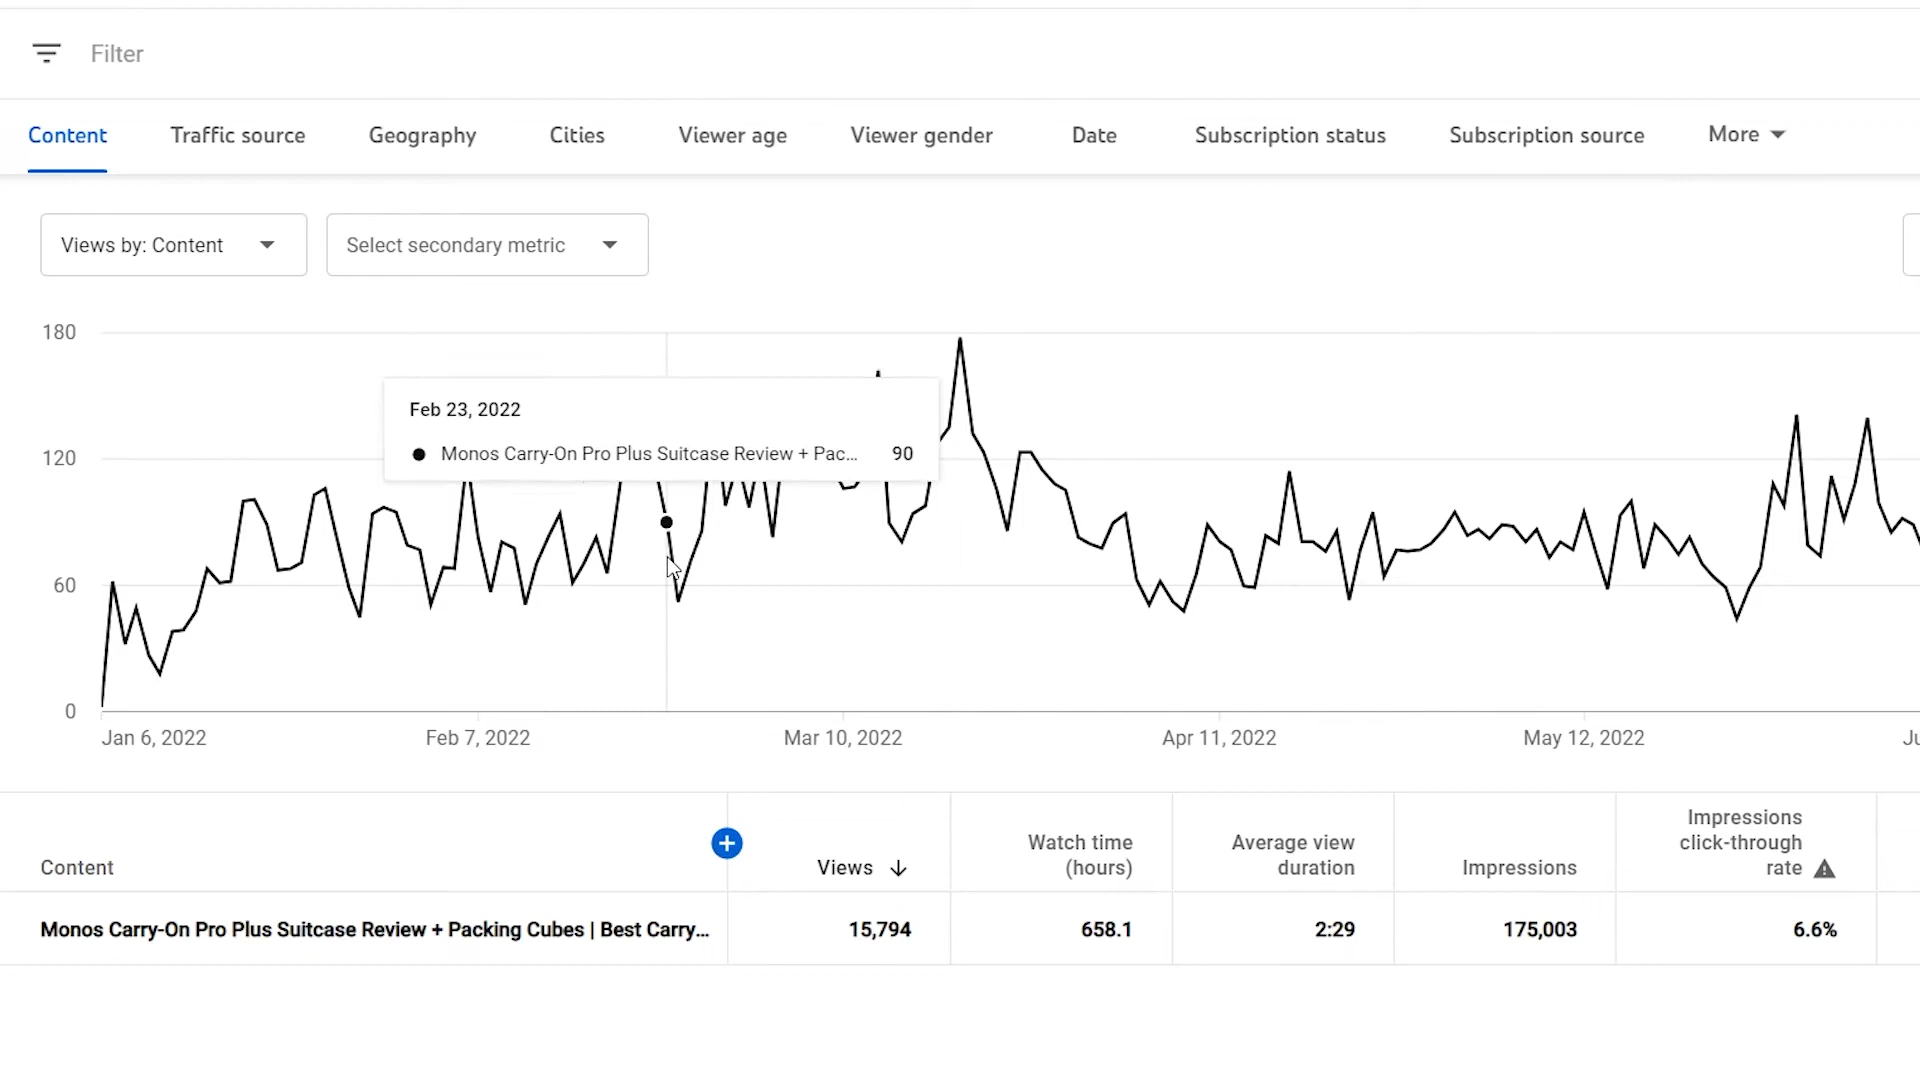 Filter
Content Traffic source Geography Cities Viewer age Viewer gender Date Subscription status Subscription source More
Views by: Content Select secondary metric
180
120
60
0
Feb 23, 2022
Monos Carry-On Pro Plus Suitcase Review + Pac... 90
Jan 6, 2022 Feb 7, 2022 Mar 10, 2022 Apr 11, 2022 May 12, 2022
Content
Views
Watch time
(hours)
Average view
duration
Impressions
Impressions
click-through
rate
Monos Carry-On Pro Plus Suitcase Review + Packing Cubes | Best Carry... 15,794 658.1 2:29 175,003 6.6%